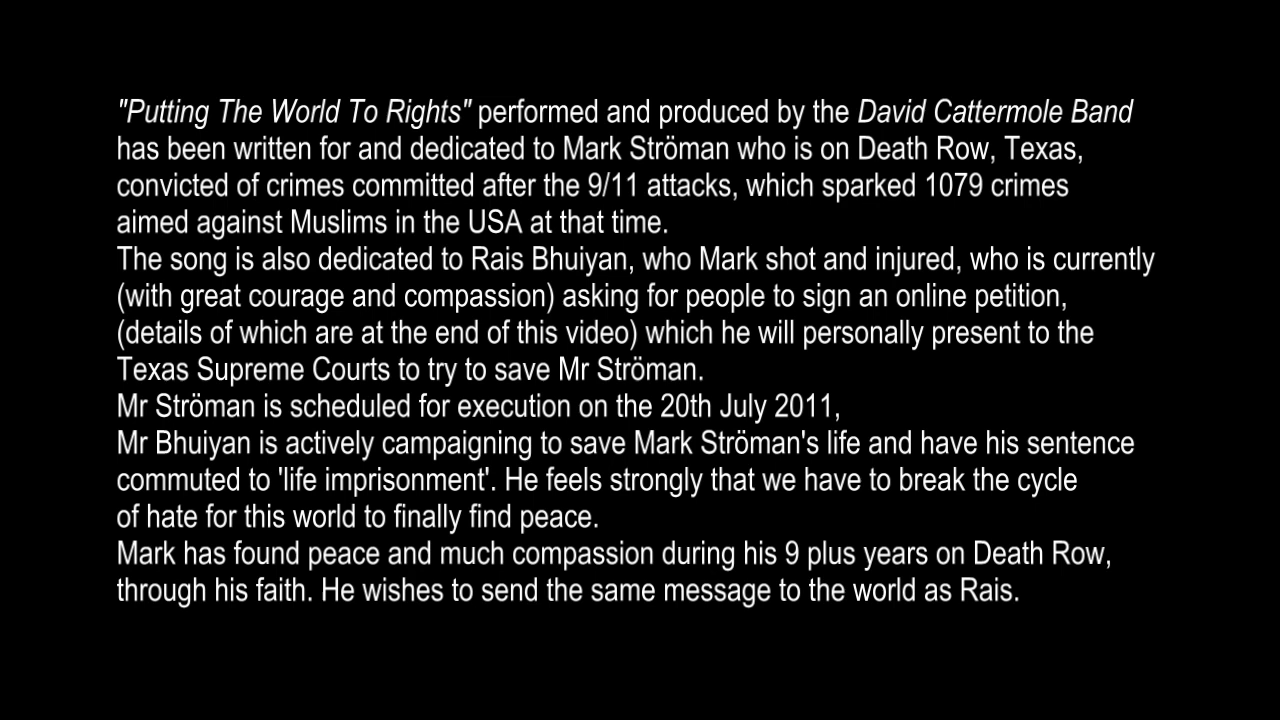 "Putting The World To Rights" performed and produced by the David Cattermole Band
has been written for and dedicated to Mark Ströman who is on Death Row, Texas,
convicted of crimes committed after the 9/11 attacks, which sparked 1079 crimes
aimed against Muslims in the USA at that time.
The song is also dedicated to Rais Bhuiyan, who Mark shot and injured, who is currently
(with great courage and compassion) asking for people to sign an online petition,
(details of which are at the end of this video) which he will personally present to the
Texas Supreme Courts to try to save Mr Ströman.
Mr Ströman is scheduled for execution on the 20th July 2011,
Mr Bhuiyan is actively campaigning to save Mark Ströman's life and have his sentence
commuted to 'life imprisonment'. He feels strongly that we have to break the cycle
of hate for this world to finally find peace.
Mark has found peace and much compassion during his 9 plus years on Death Row,
through his faith. He wishes to send the same message to the world as Rais.